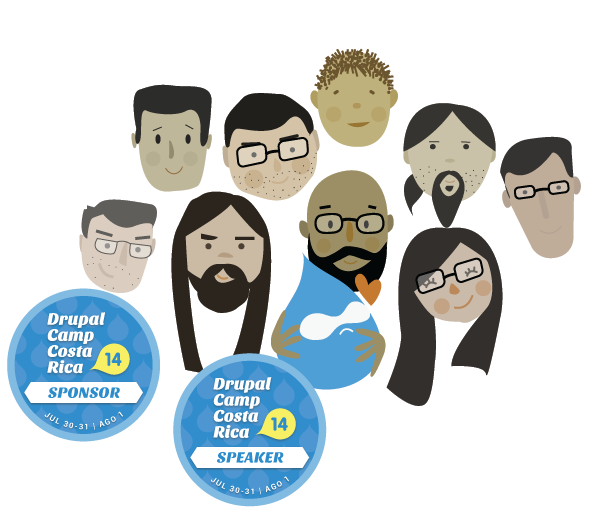 Drupal
Camp
Costa
Rica 14
SPONSOR
JUL 30-31 | AGO 1
Drupal
Camp
Costa
Rica 14
SPEAKER
JUL 30-31 | AGO 1